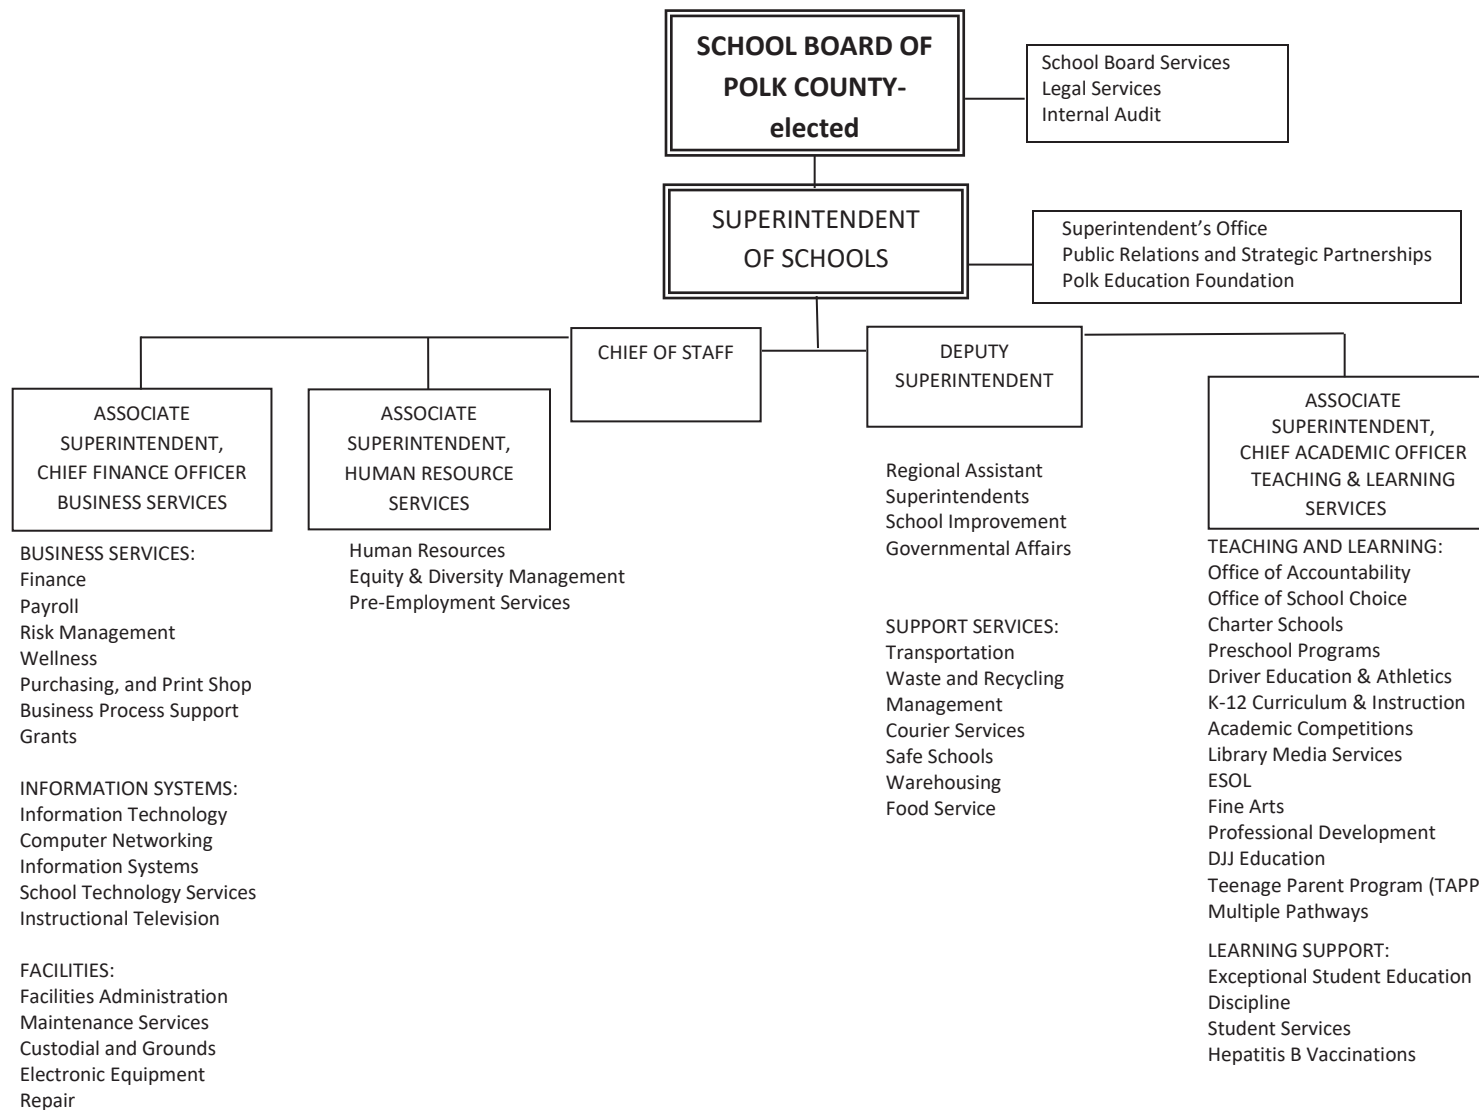 SCHOOL BOARD OF
POLK COUNTY-
elected
School Board Services
Legal Services
Internal Audit
SUPERINTENDENT
OF SCHOOLS
Superintendent’s Office
Public Relations and Strategic Partnerships
Polk Education Foundation
CHIEF OF STAFF
DEPUTY
SUPERINTENDENT
ASSOCIATE
SUPERINTENDENT,
CHIEF FINANCE OFFICER
BUSINESS SERVICES
ASSOCIATE
SUPERINTENDENT,
HUMAN RESOURCE
SERVICES
ASSOCIATE
SUPERINTENDENT,
CHIEF ACADEMIC OFFICER
TEACHING & LEARNING
SERVICES
BUSINESS SERVICES:
Finance
Payroll
Risk Management
Wellness
Purchasing, and Print Shop
Business Process Support
Grants
INFORMATION SYSTEMS:
Information Technology
Computer Networking
Information Systems
School Technology Services
Instructional Television
FACILITIES:
Facilities Administration
Maintenance Services
Custodial and Grounds
Electronic Equipment
Repair
Human Resources
Equity & Diversity Management
Pre-Employment Services
Regional Assistant
Superintendents
School Improvement
Governmental Affairs
SUPPORT SERVICES:
Transportation
Waste and Recycling
Management
Courier Services
Safe Schools
Warehousing
Food Service
TEACHING AND LEARNING:
Office of Accountability
Office of School Choice
Charter Schools
Preschool Programs
Driver Education & Athletics
K-12 Curriculum & Instruction
Academic Competitions
Library Media Services
ESOL
Fine Arts
Professional Development
DJJ Education
Teenage Parent Program (TAPP
Multiple Pathways
LEARNING SUPPORT:
Exceptional Student Education
Discipline
Student Services
Hepatitis B Vaccinations